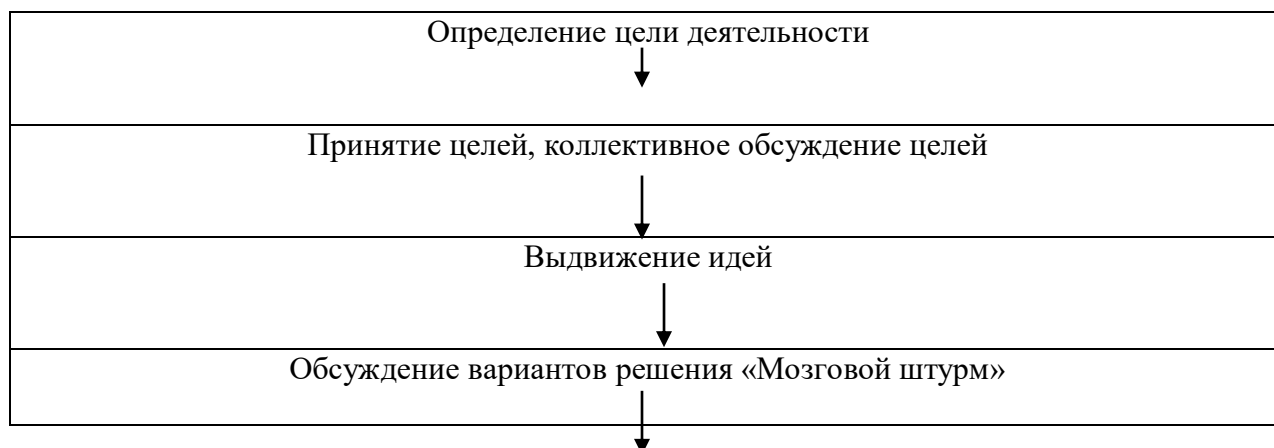 Определение цели деятельности
Принятие целей, коллективное обсуждение целей
Выдвижение идей
Обсуждение вариантов решения «Мозговой штурм»